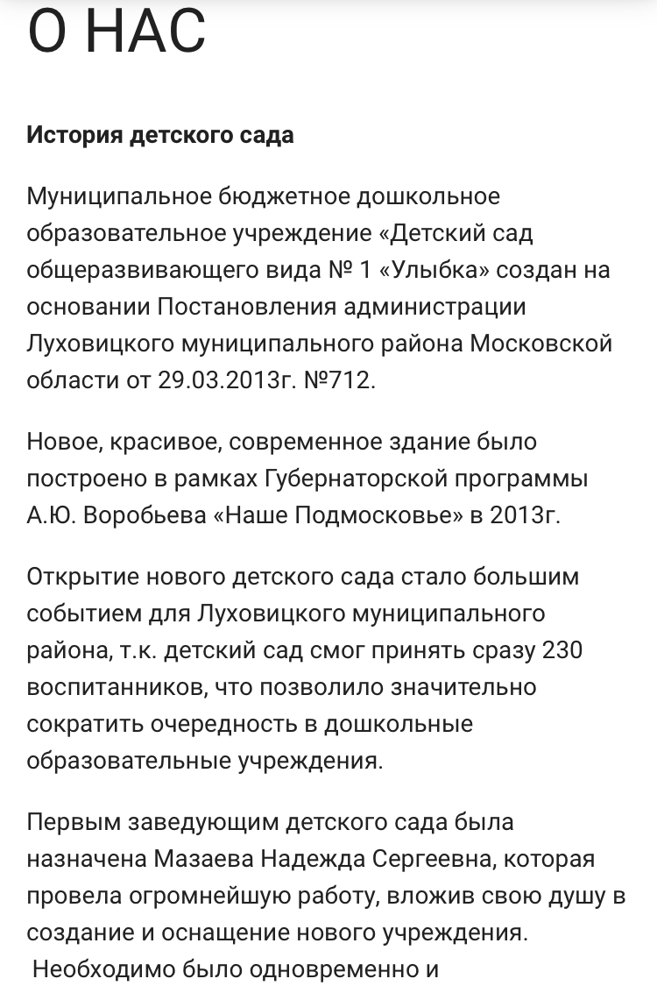 О НАС
История детского сада
Муниципальное бюджетное дошкольное
образовательное учреждение «Детский сад
общеразвивающего вида № 1 «Улыбка» создан на
основании Постановления администрации
Луховицкого муниципального района Московской
области от 29.03.2013г. №712.
Новое, красивое, современное здание было
построено в рамках Губернаторской программы
А.Ю. Воробьева «Наше Подмосковье» в 2013г.
Открытие нового детского сада стало большим
событием для Луховицкого муниципального
района, т.к. детский сад смог принять сразу 230
воспитанников, что позволило значительно
сократить очередность в дошкольные
образовательные учреждения.
Первым заведующим детского сада была
назначена Мазаева Надежда Сергеевна, которая
провела огромнейшую работу, вложив свою душу в
создание и оснащение нового учреждения.
Необходимо было одновременно и